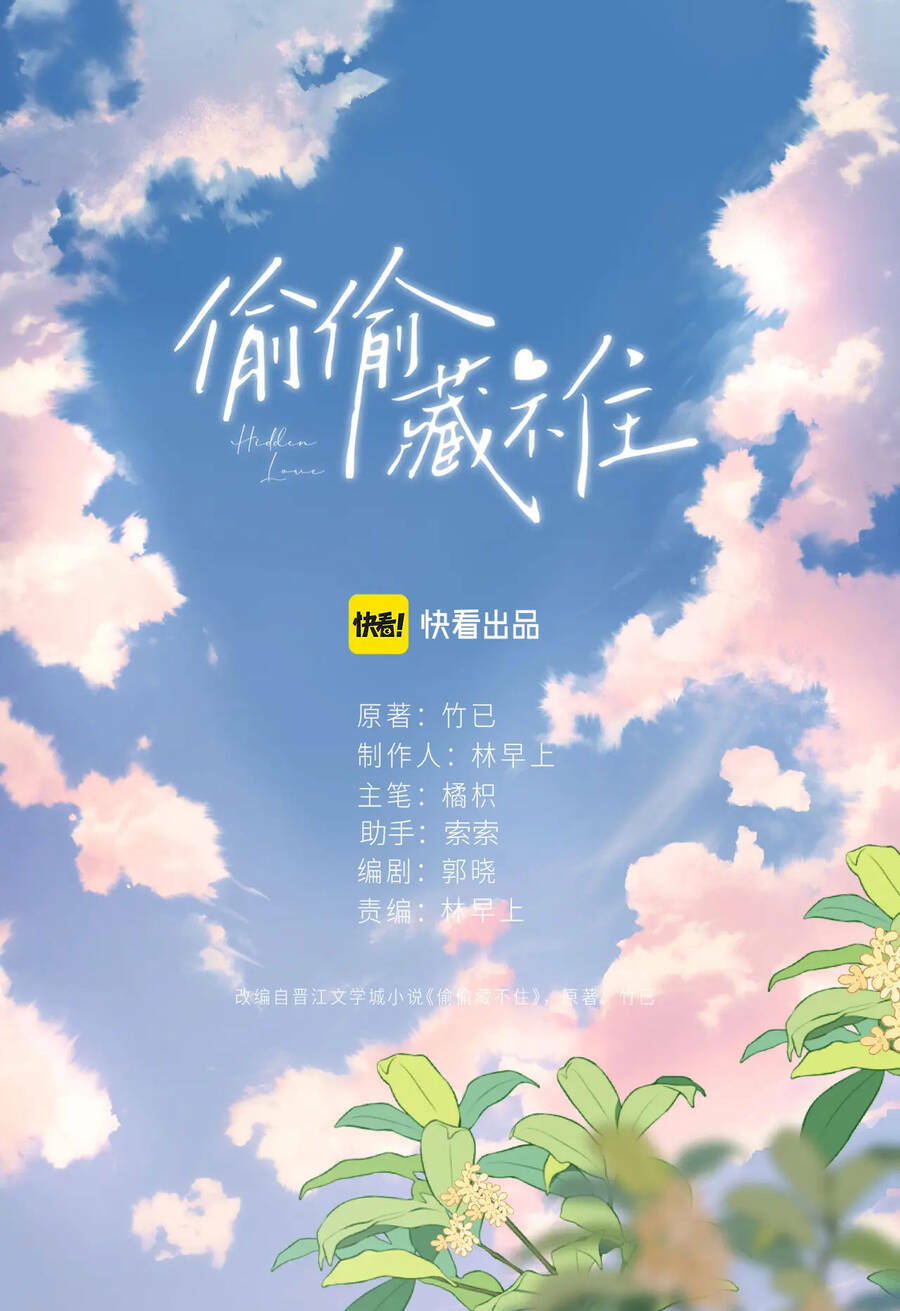 偷偷藏不住
Hidden
Love
快看! 快看出品
原著：竹已
制作人：林早上
主笔：橘枳
助手：索索
编剧：郭晓
责编：林早上
改编自晋江文学城小说《偷偷藏不住》，原著：竹已